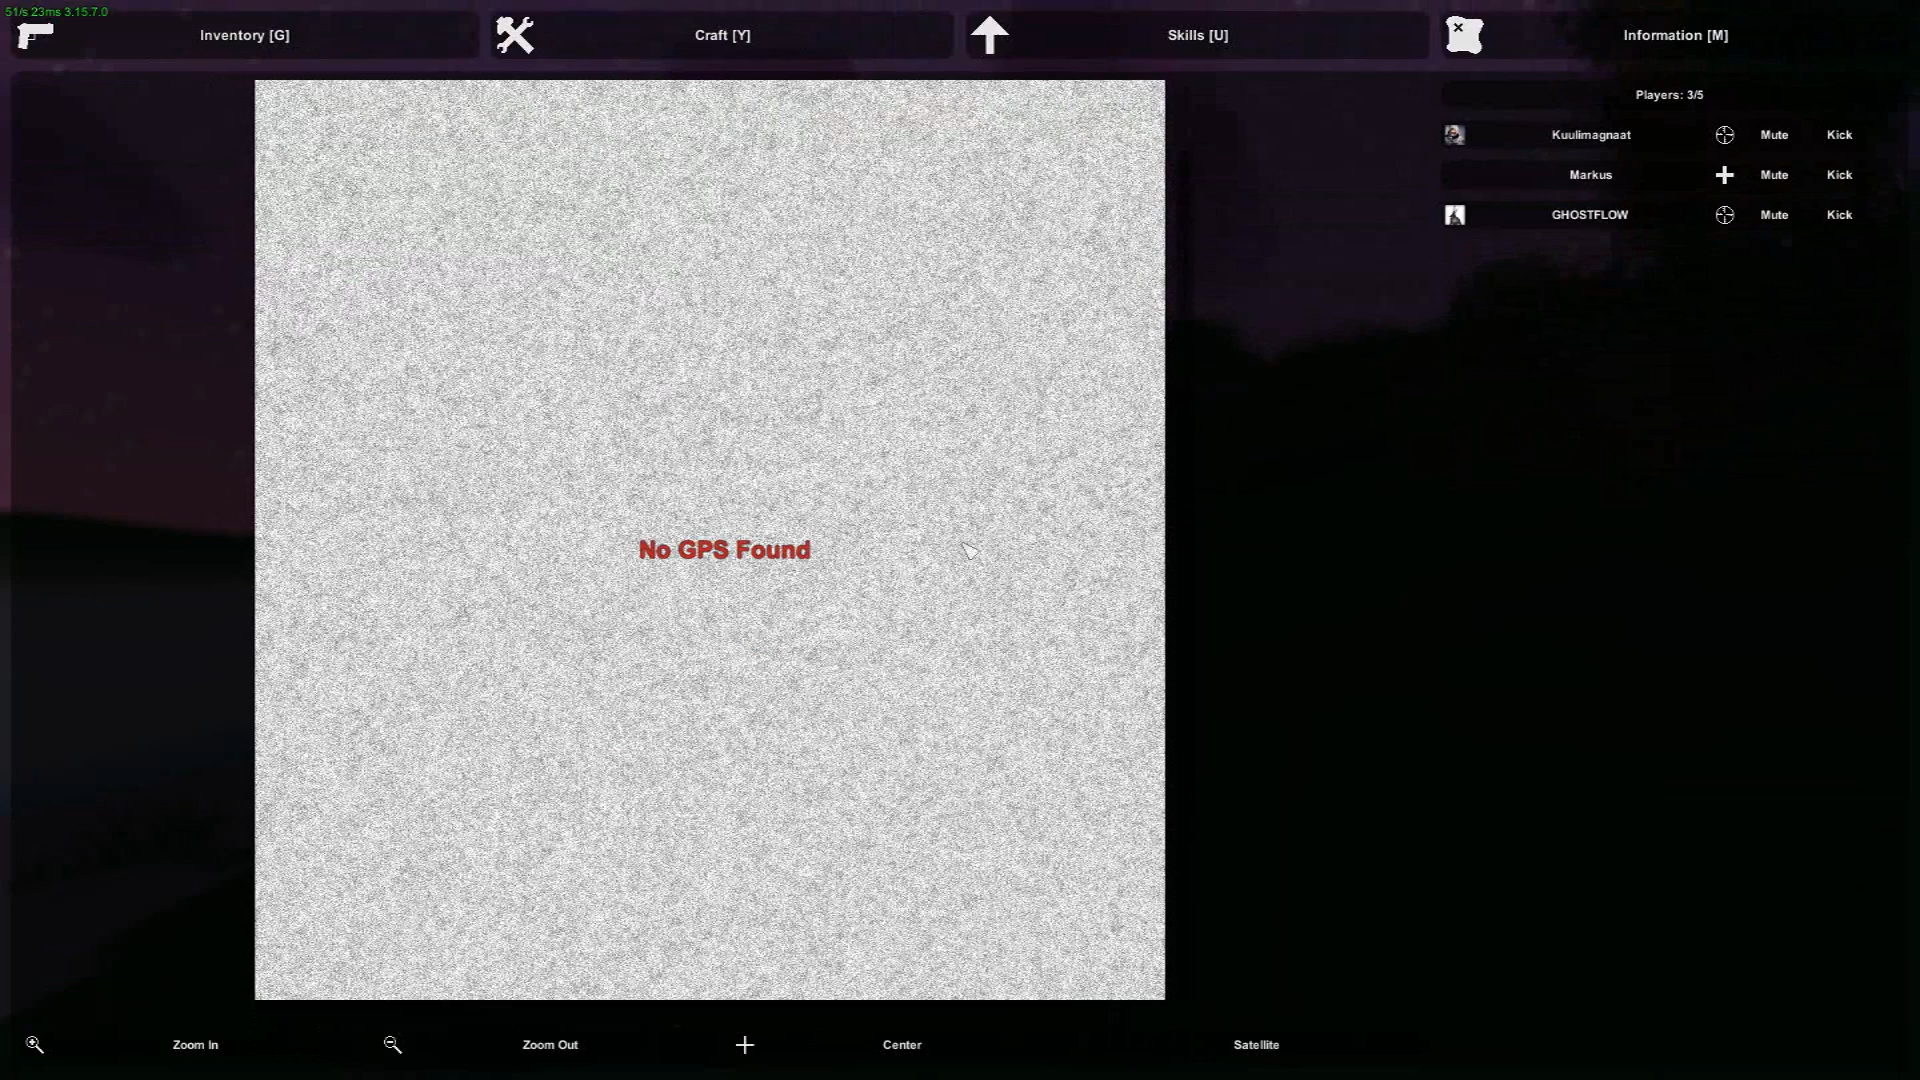 51/s 23ms 3.15.7.0
Inventory [G]
Craft [Y]
Skills [U]
Information [M]
Players: 3/5
Kuulimagnaat Mute Kick
Markus Mute Kick
GHOSTFLOW Mute Kick
No GPS Found
Zoom In
Zoom Out
Center
Satellite